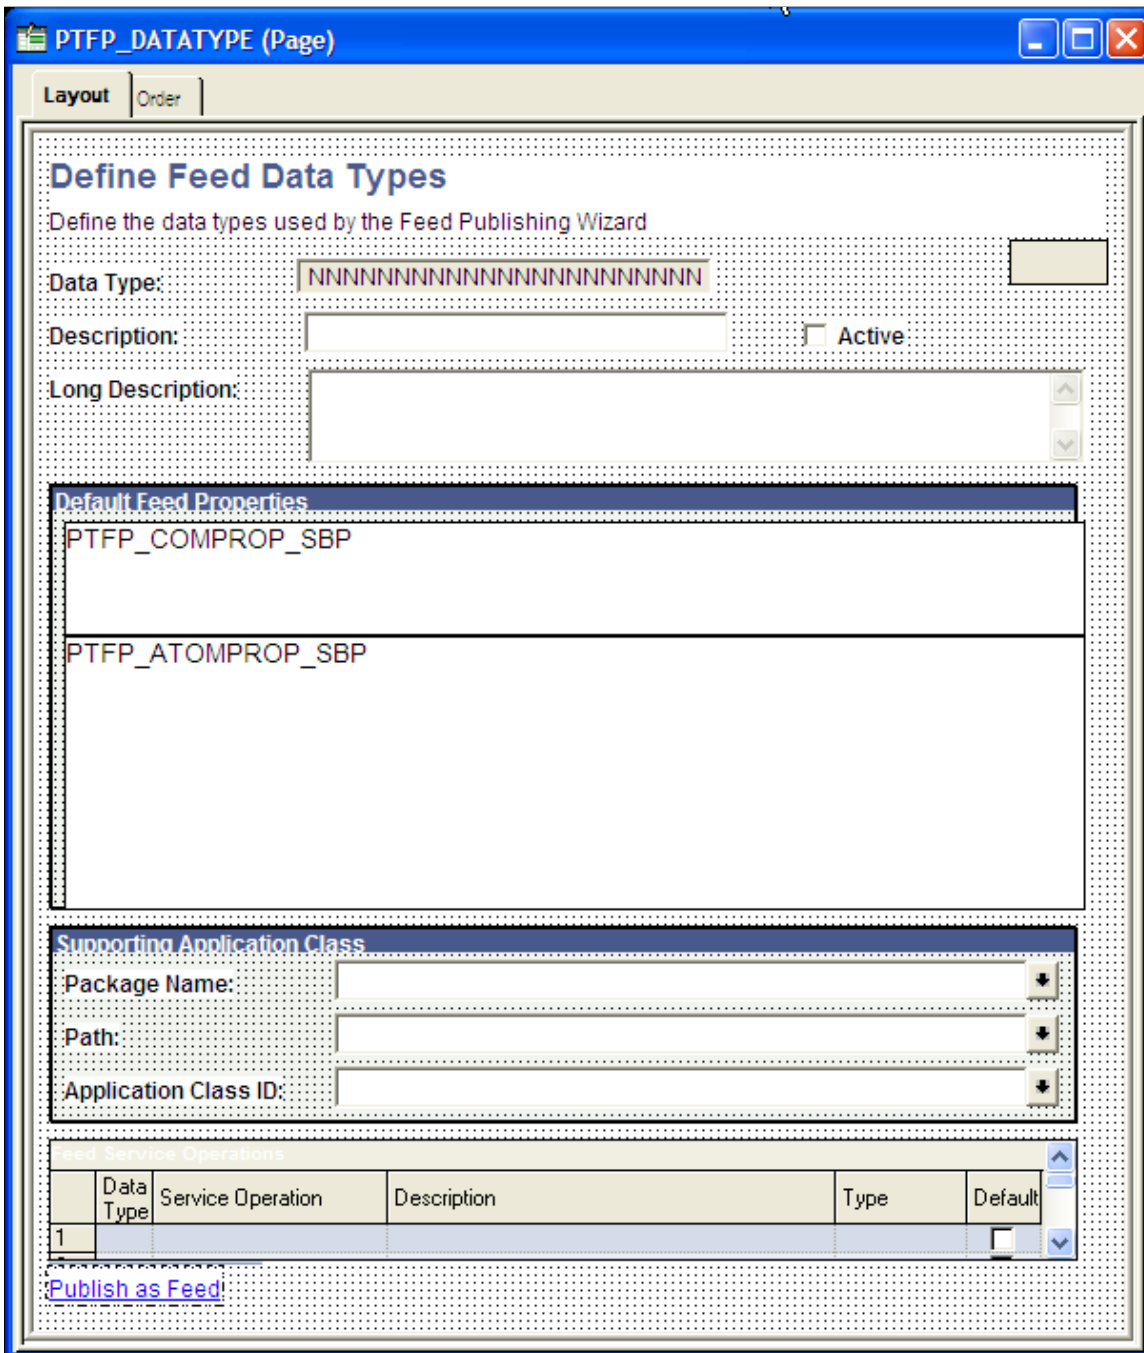 PTFP_DATATYPE (Page)
Layout Order
Define Feed Data Types
Define the data types used by the Feed Publishing Wizard
Data Type: NNNNNNNNNNNNNNNNNNNNNNN
Description: Active
Long Description:
Default Feed Properties
PTFP_COMPROP_SBP
PTFP_ATOMPROP_SBP
Supporting Application Class
Package Name:
Path:
Application Class ID:
Feed Service Operations
Data Type Service Operation Description Type Default
1
Publish as Feed